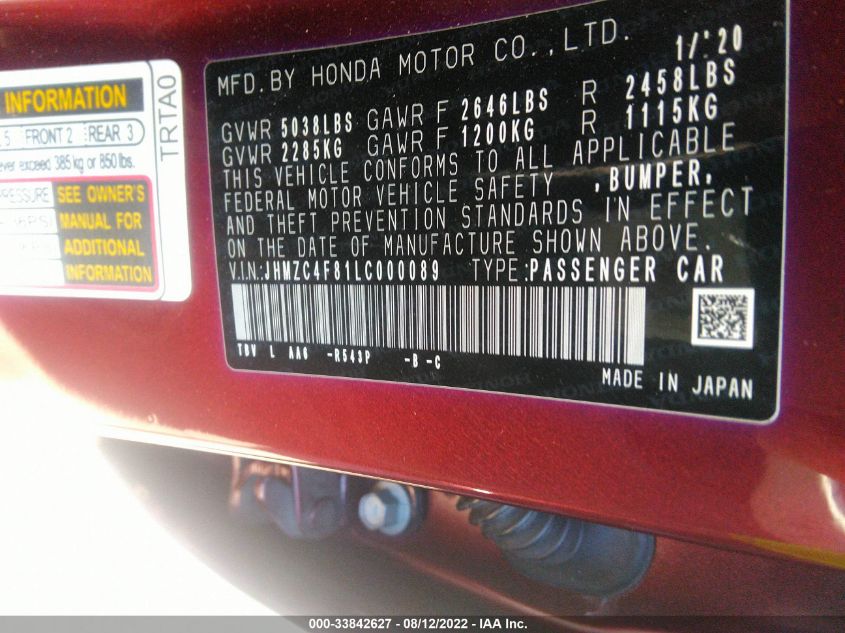 MFD. BY HONDA MOTOR CO., LTD. 1/'20
GVWR 5038LBS GAWR F 2646LBS R 2458LBS
GVWR 2285KG GAWR F 1200KG R 1115KG
THIS VEHICLE CONFORMS TO ALL APPLICABLE
FEDERAL MOTOR VEHICLE SAFETY , BUMPER,
AND THEFT PREVENTION STANDARDS IN EFFECT
ON THE DATE OF MANUFACTURE SHOWN ABOVE.
V.I.N.:JHMZC4F81LC000089 TYPE:PASSENGER CAR
TBV L AA6 -R543P -B -C
MADE IN JAPAN
INFORMATION
5 FRONT 2 REAR 3
ever exceed 385 kg or 850 lbs.
PRESSURE SEE OWNER'S
MANUAL FOR
ADDITIONAL
INFORMATION
TRTA0
000-33842627 - 08/12/2022 - IAA Inc.